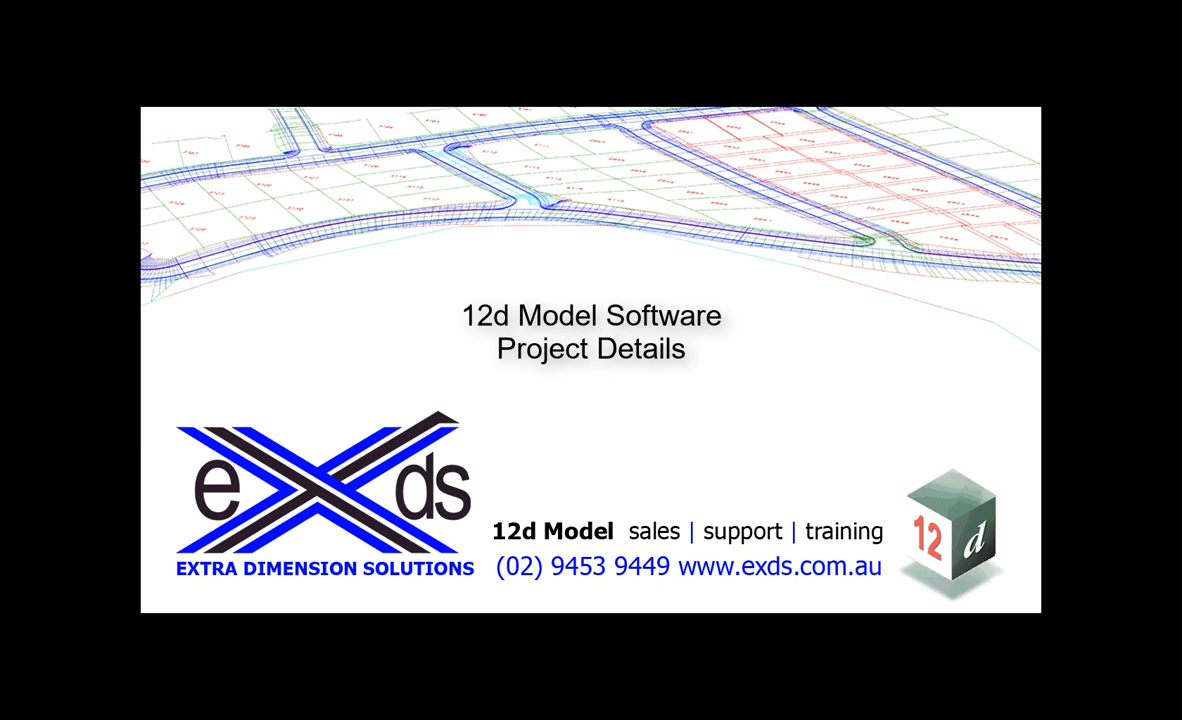 12d Model Software
Project Details
exds
EXTRA DIMENSION SOLUTIONS
12d Model sales | support | training
(02) 9453 9449 www.exds.com.au
12
d